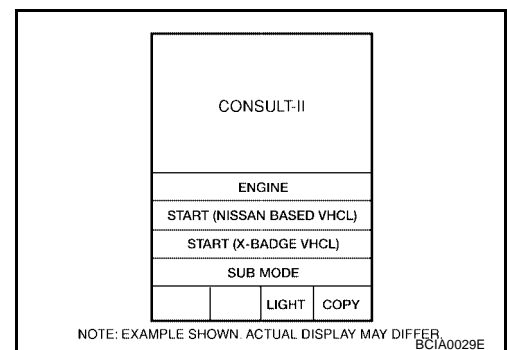 CONSULT-II
ENGINE
START (NISSAN BASED VHCL)
START (X-BADGE VHCL)
SUB MODE
LIGHT COPY
NOTE: EXAMPLE SHOWN. ACTUAL DISPLAY MAY DIFFER.
BCIA0029E